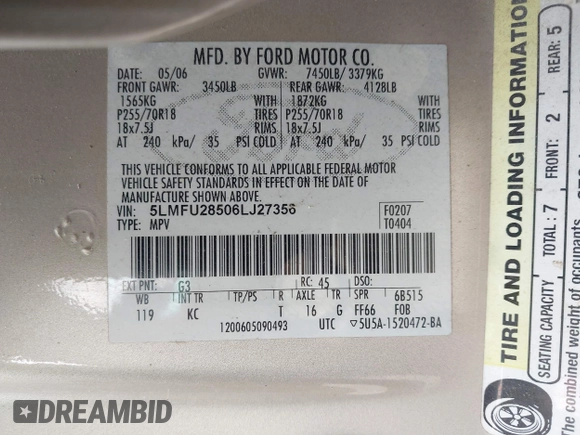 MFD. BY FORD MOTOR CO.
DATE: 05/06 GVWR: 7450LB/ 3379KG
FRONT GAWR: 3450LB REAR GAWR: 4128LB
1565KG WITH 1872KG WITH
P255/70R18 TIRES P255/70R18 TIRES
18x7.5J RIMS 18x7.5J RIMS
AT 240 kPa/ 35 PSI COLD AT 240 kPa/ 35 PSI COLD
THIS VEHICLE CONFORMS TO ALL APPLICABLE FEDERAL MOTOR
VEHICLE SAFETY STANDARDS IN EFFECT ON THE DATE OF
MANUFACTURE SHOWN ABOVE.
VIN: 5LMFU28506LJ27356 F0207
TYPE: MPV T0404
EXT PNT: G3 RC: 45 DSO:
WB INT TR TP/PS R AXLE TR SPR 6B515
119 KC T 16 G FF66 F0B
1200605090493 UTC ▽5U5A-1520472-BA
TIRE AND LOADING INFORMATION
SEATING CAPACITY TOTAL: 7 FRONT: 2 REAR: 5
The combined weight of occupants
DREAMBID